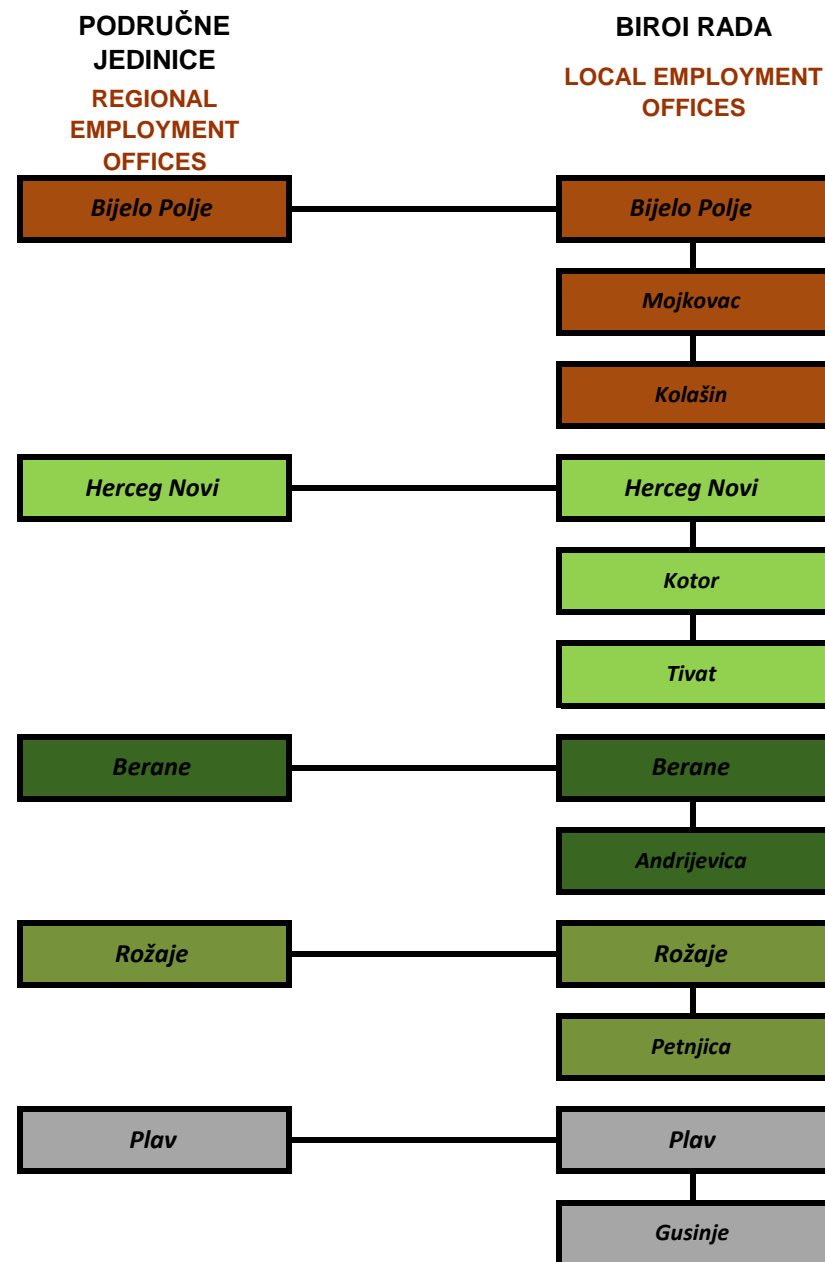 PODRUČNE
JEDINICE
REGIONAL
EMPLOYMENT
OFFICES
BIROI RADA
LOCAL EMPLOYMENT
OFFICES
Bijelo Polje
Bijelo Polje
Mojkovac
Kolašin
Herceg Novi
Herceg Novi
Kotor
Tivat
Berane
Berane
Andrijevica
Rožaje
Rožaje
Petnjica
Plav
Plav
Gusinje